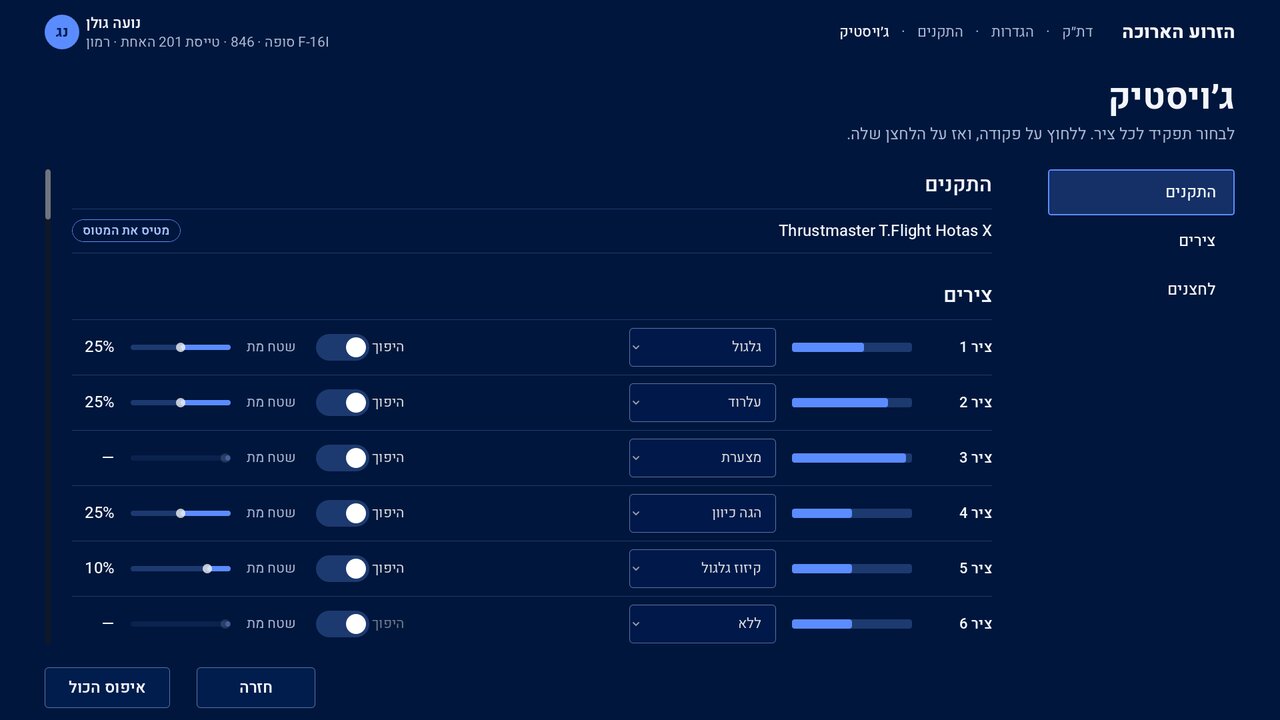 הזרוע הארוכה
דת״ק · הגדרות · התקנים · ג׳ויסטיק
נועה גולן
F-16I סופה · 846 · טייסת 201 האחת · רמון
נג
ג׳ויסטיק
לבחור תפקיד לכל ציר. ללחוץ על פקודה, ואז על הלחצן שלה.
התקנים
צירים
לחצנים
התקנים
Thrustmaster T.Flight Hotas X
מטיס את המטוס
צירים
ציר 1 גלגול היפוך שטח מת 25%
ציר 2 עלרוד היפוך שטח מת 25%
ציר 3 מצערת היפוך שטח מת —
ציר 4 הגה כיוון היפוך שטח מת 25%
ציר 5 קיזוז גלגול היפוך שטח מת 10%
ציר 6 ללא היפוך שטח מת —
חזרה
איפוס הכול